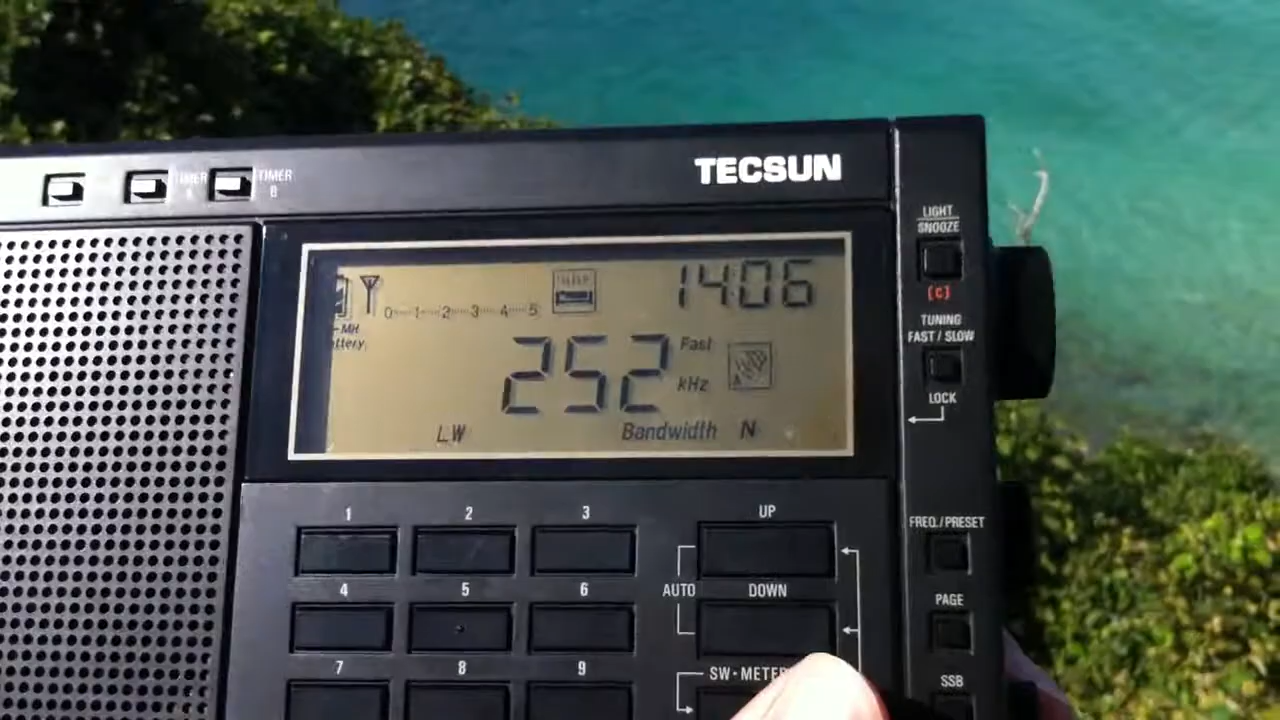 TECSUN
TIMER A
TIMER B
LIGHT
SNOOZE
[C]
1406
0 1 2 3 4 5
MH
ttery
252
Fast
kHz
LW
Bandwidth N
TUNING
FAST / SLOW
LOCK
1 2 3
UP
FREQ./PRESET
4 5 6
AUTO
DOWN
PAGE
7 8 9
SW-METER
SSB